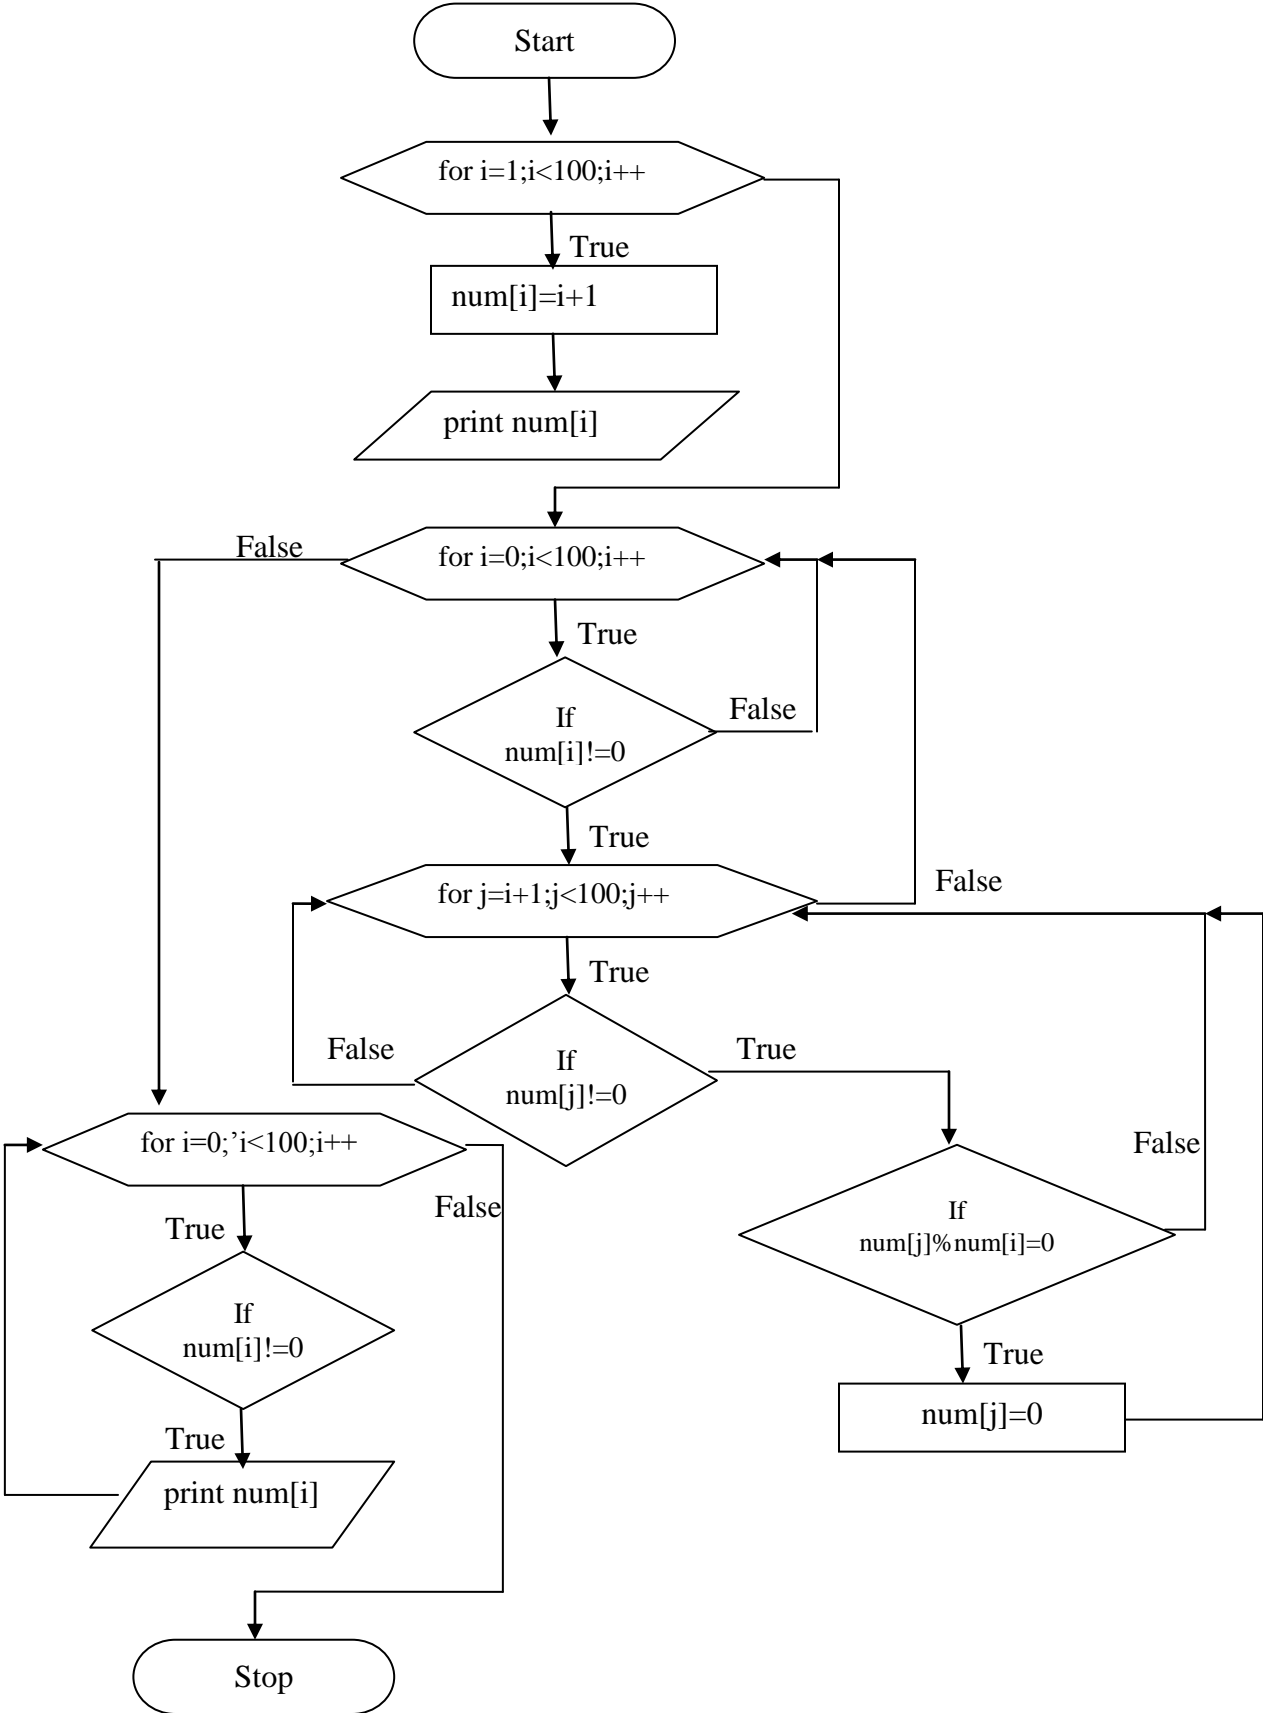 Start
for i=1;i<100;i++
True
num[i]=i+1
print num[i]
False
for i=0;i<100;i++
True
If
num[i]!=0
False
True
for j=i+1;j<100;j++
False
True
False
If
num[j]!=0
True
for i=0;’i<100;i++
False
False
True
If
num[j]%num[i]=0
If
num[i]!=0
True
num[j]=0
True
print num[i]
Stop